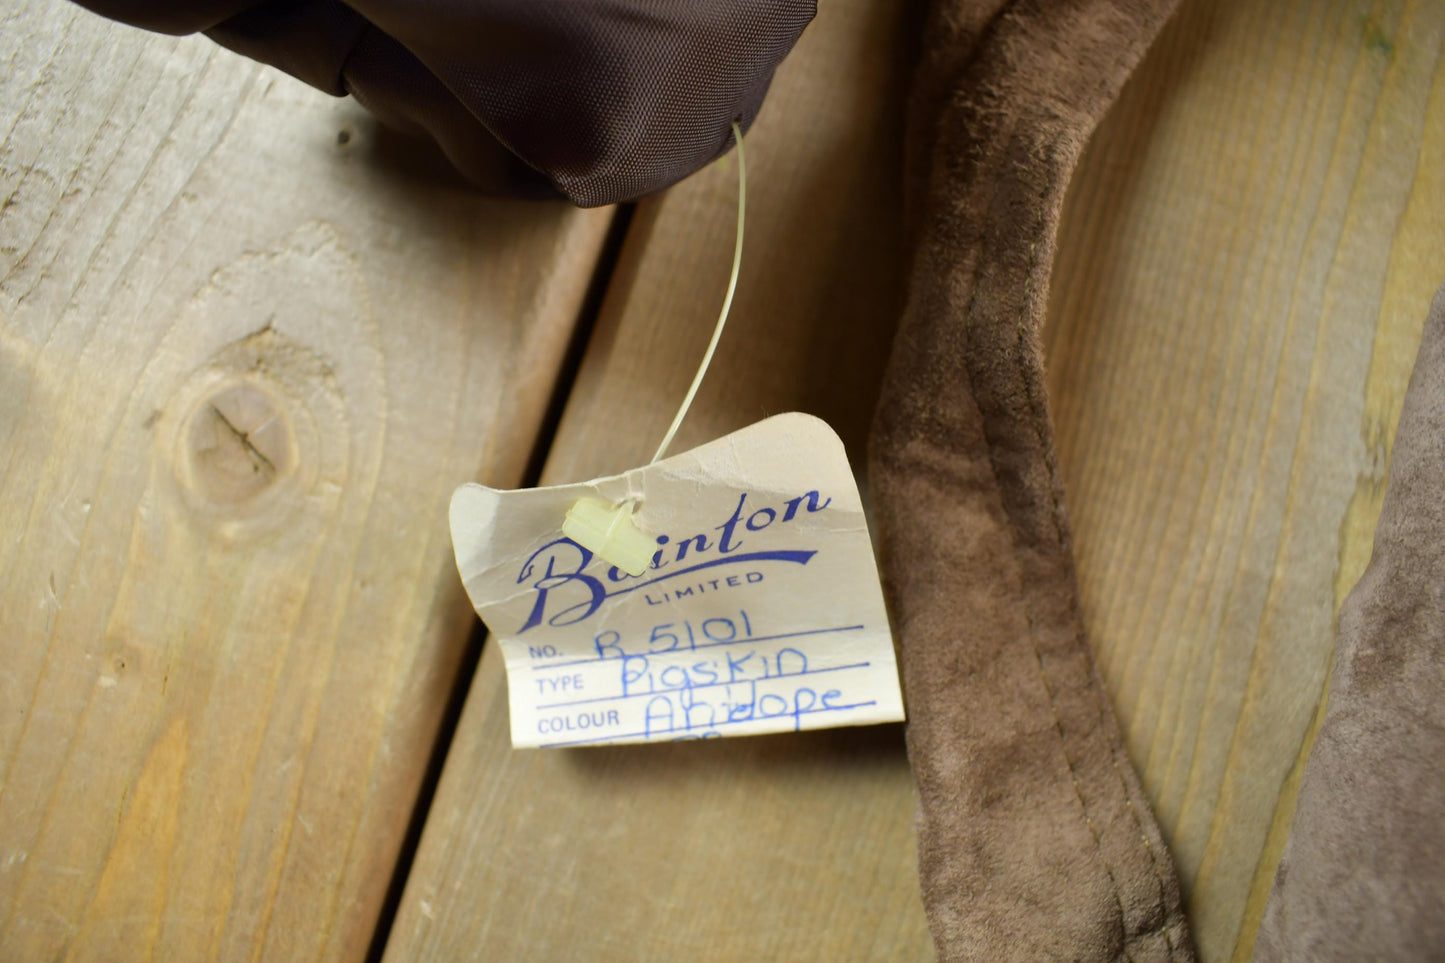 Bainton
LIMITED
NO. R 5101
TYPE Pigskin
COLOUR Antelope